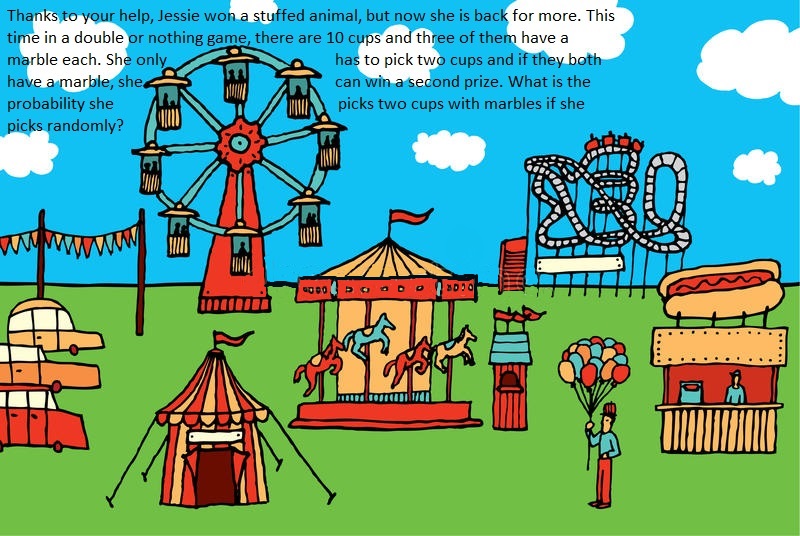 Thanks to your help, Jessie won a stuffed animal, but now she is back for more. This
time in a double or nothing game, there are 10 cups and three of them have a
marble each. She only has to pick two cups and if they both
have a marble, she can win a second prize. What is the
probability she picks two cups with marbles if she
picks randomly?